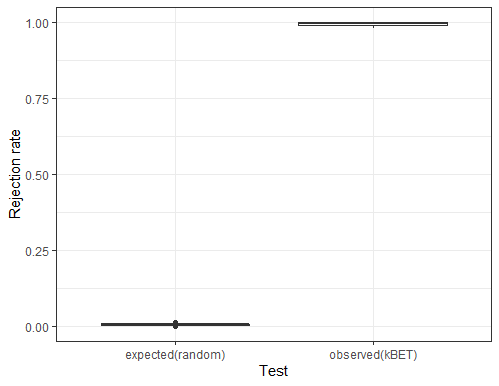 Rejection rate
1.00
0.75
0.50
0.25
0.00
expected(random)
observed(kBET)
Test